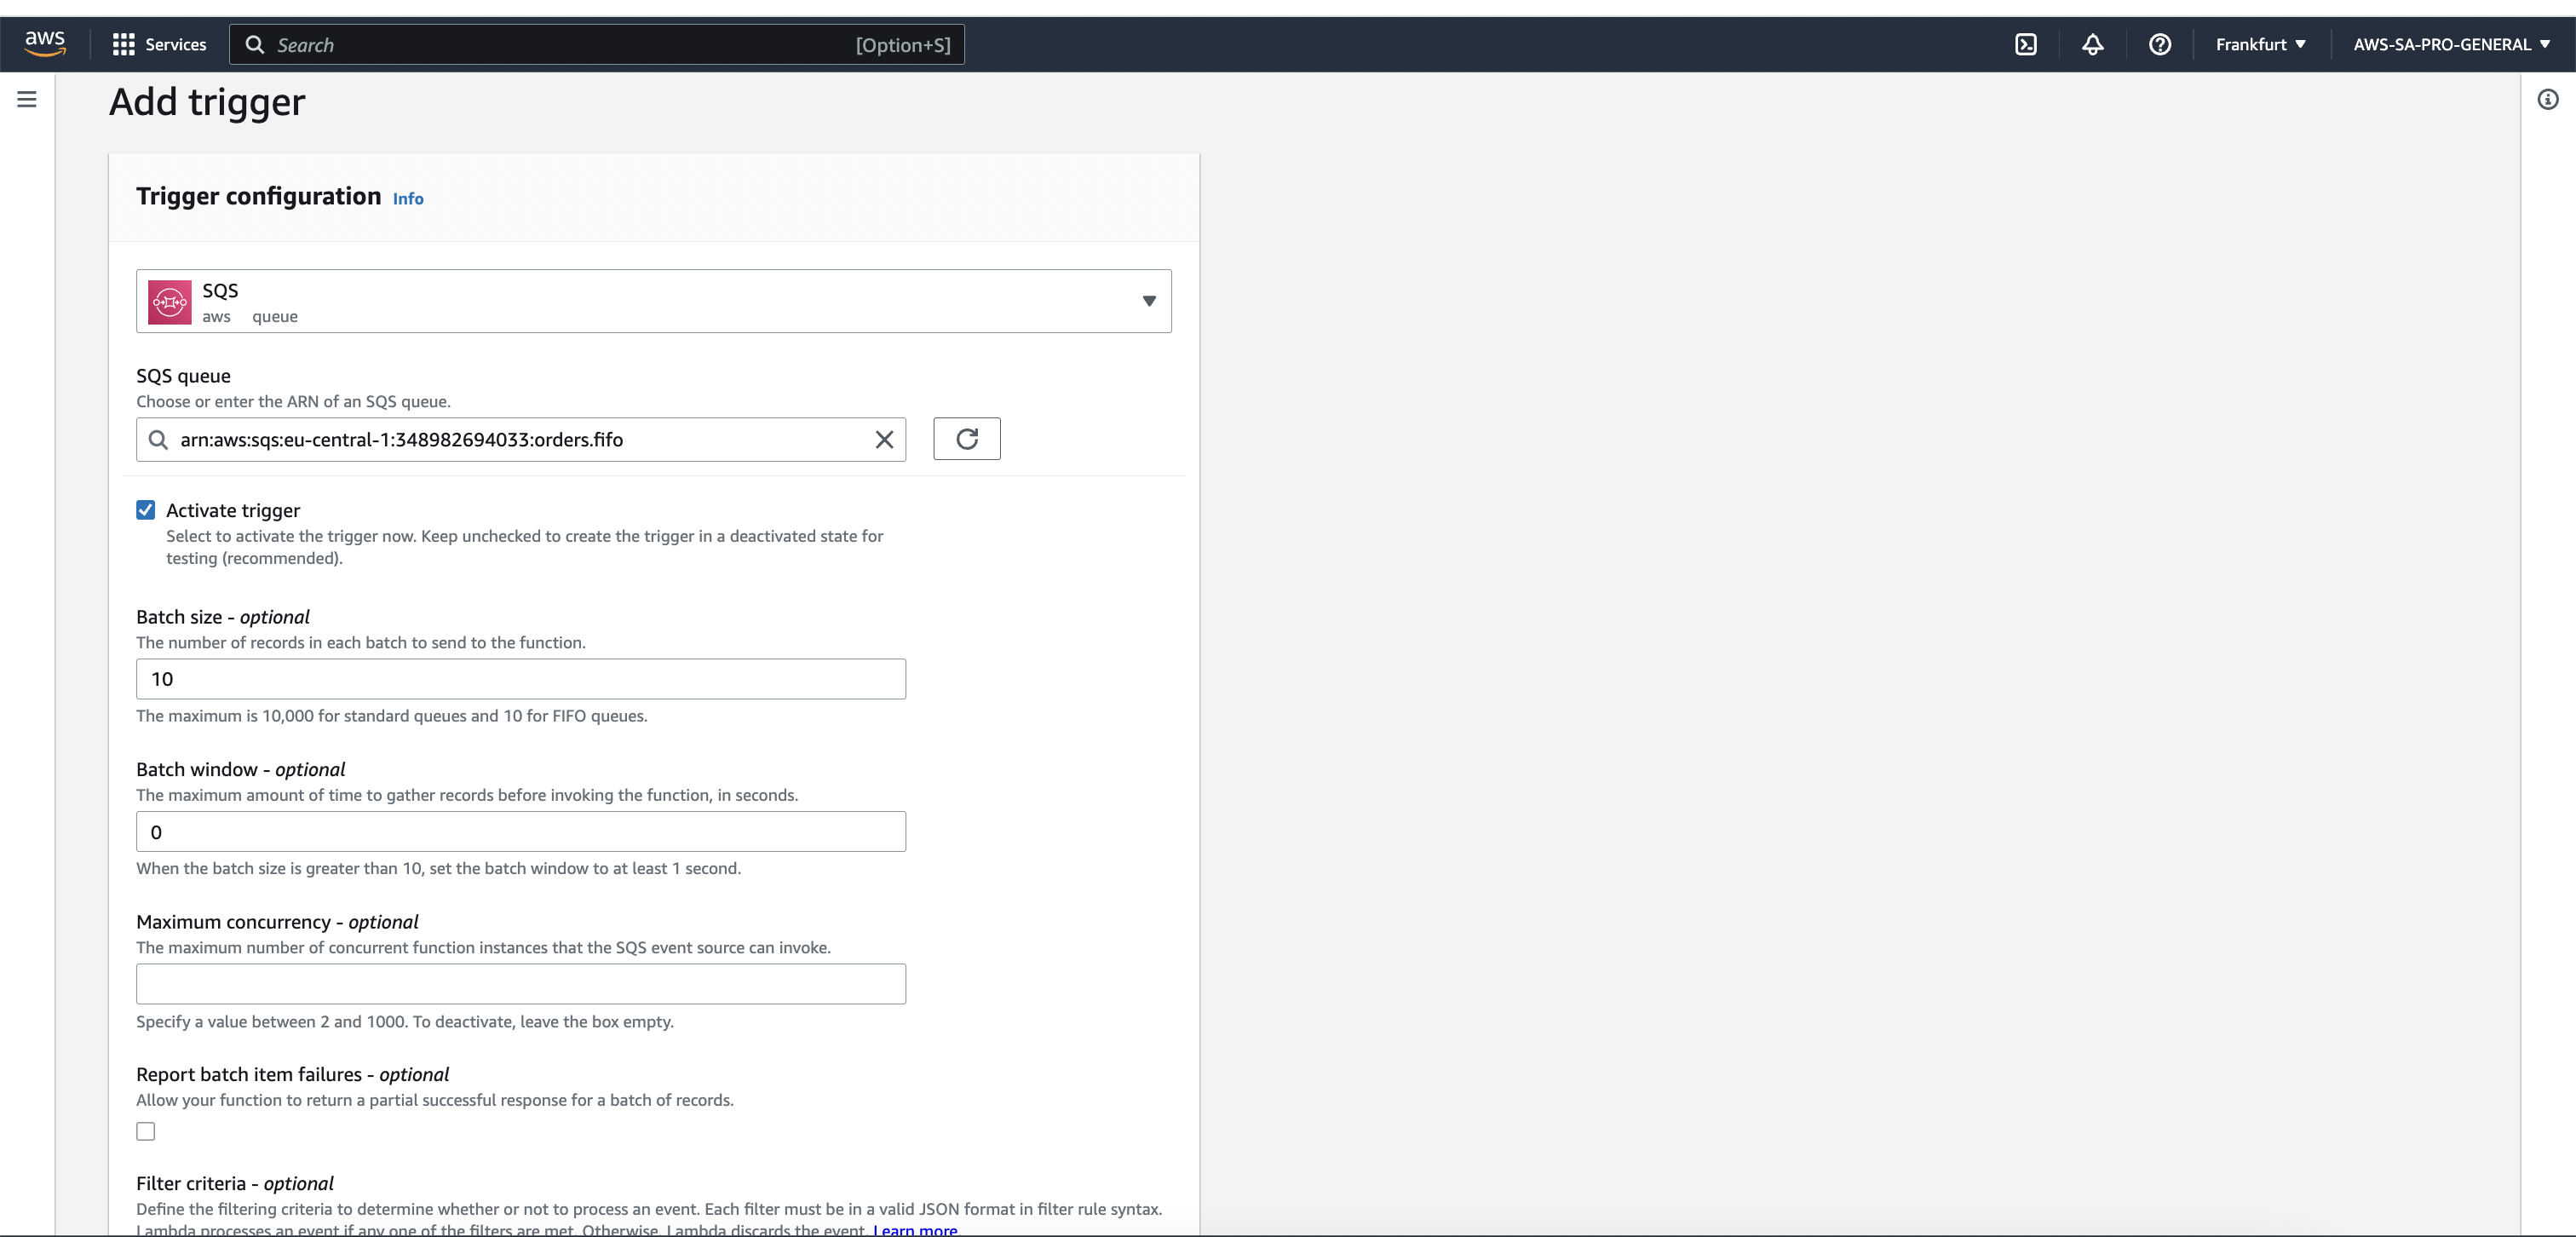 aws Services Search [Option+S] Frankfurt AWS-SA-PRO-GENERAL
Add trigger
Trigger configuration Info
SQS
aws queue
SQS queue
Choose or enter the ARN of an SQS queue.
arn:aws:sqs:eu-central-1:348982694033:orders.fifo
Activate trigger
Select to activate the trigger now. Keep unchecked to create the trigger in a deactivated state for
testing (recommended).
Batch size - optional
The number of records in each batch to send to the function.
10
The maximum is 10,000 for standard queues and 10 for FIFO queues.
Batch window - optional
The maximum amount of time to gather records before invoking the function, in seconds.
0
When the batch size is greater than 10, set the batch window to at least 1 second.
Maximum concurrency - optional
The maximum number of concurrent function instances that the SQS event source can invoke.
Specify a value between 2 and 1000. To deactivate, leave the box empty.
Report batch item failures - optional
Allow your function to return a partial successful response for a batch of records.
Filter criteria - optional
Define the filtering criteria to determine whether or not to process an event. Each filter must be in a valid JSON format in filter rule syntax.
Lambda processes an event if any one of the filters are met. Otherwise, Lambda discards the event. Learn more